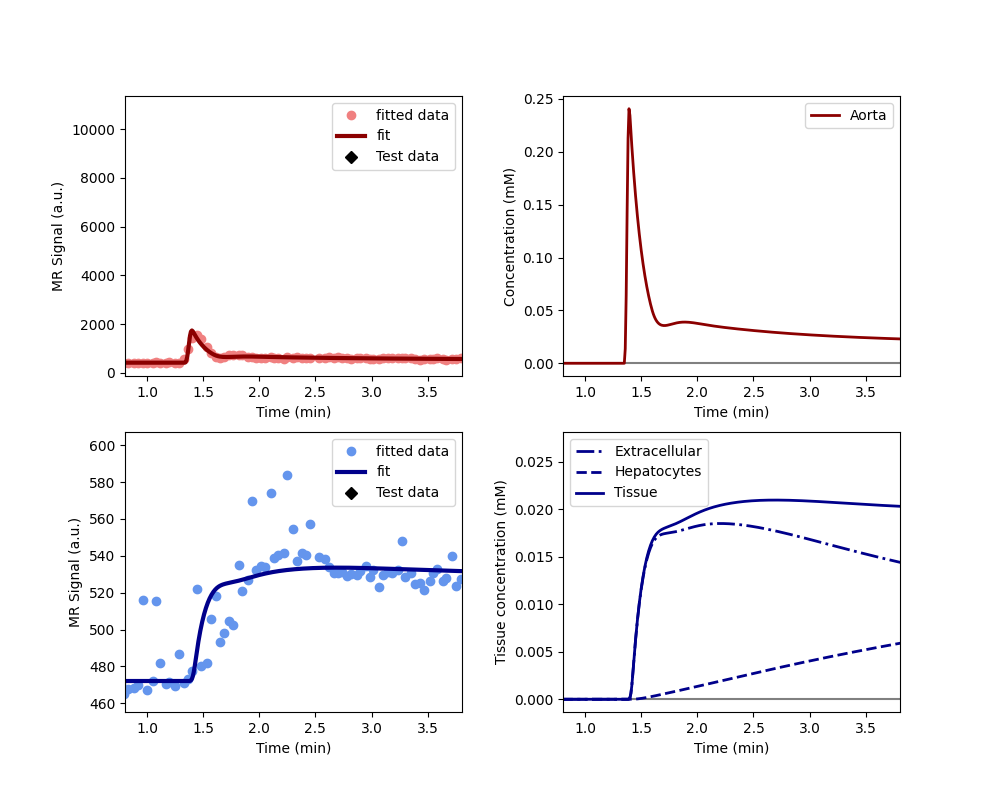 10000
8000
6000
4000
2000
0
MR Signal (a.u.)
fitted data
fit
Test data
1.0 1.5 2.0 2.5 3.0 3.5
Time (min)
0.25
0.20
0.15
0.10
0.05
0.00
Concentration (mM)
Aorta
1.0 1.5 2.0 2.5 3.0 3.5
Time (min)
600
580
560
540
520
500
480
460
MR Signal (a.u.)
fitted data
fit
Test data
1.0 1.5 2.0 2.5 3.0 3.5
Time (min)
0.025
0.020
0.015
0.010
0.005
0.000
Tissue concentration (mM)
Extracellular
Hepatocytes
Tissue
1.0 1.5 2.0 2.5 3.0 3.5
Time (min)